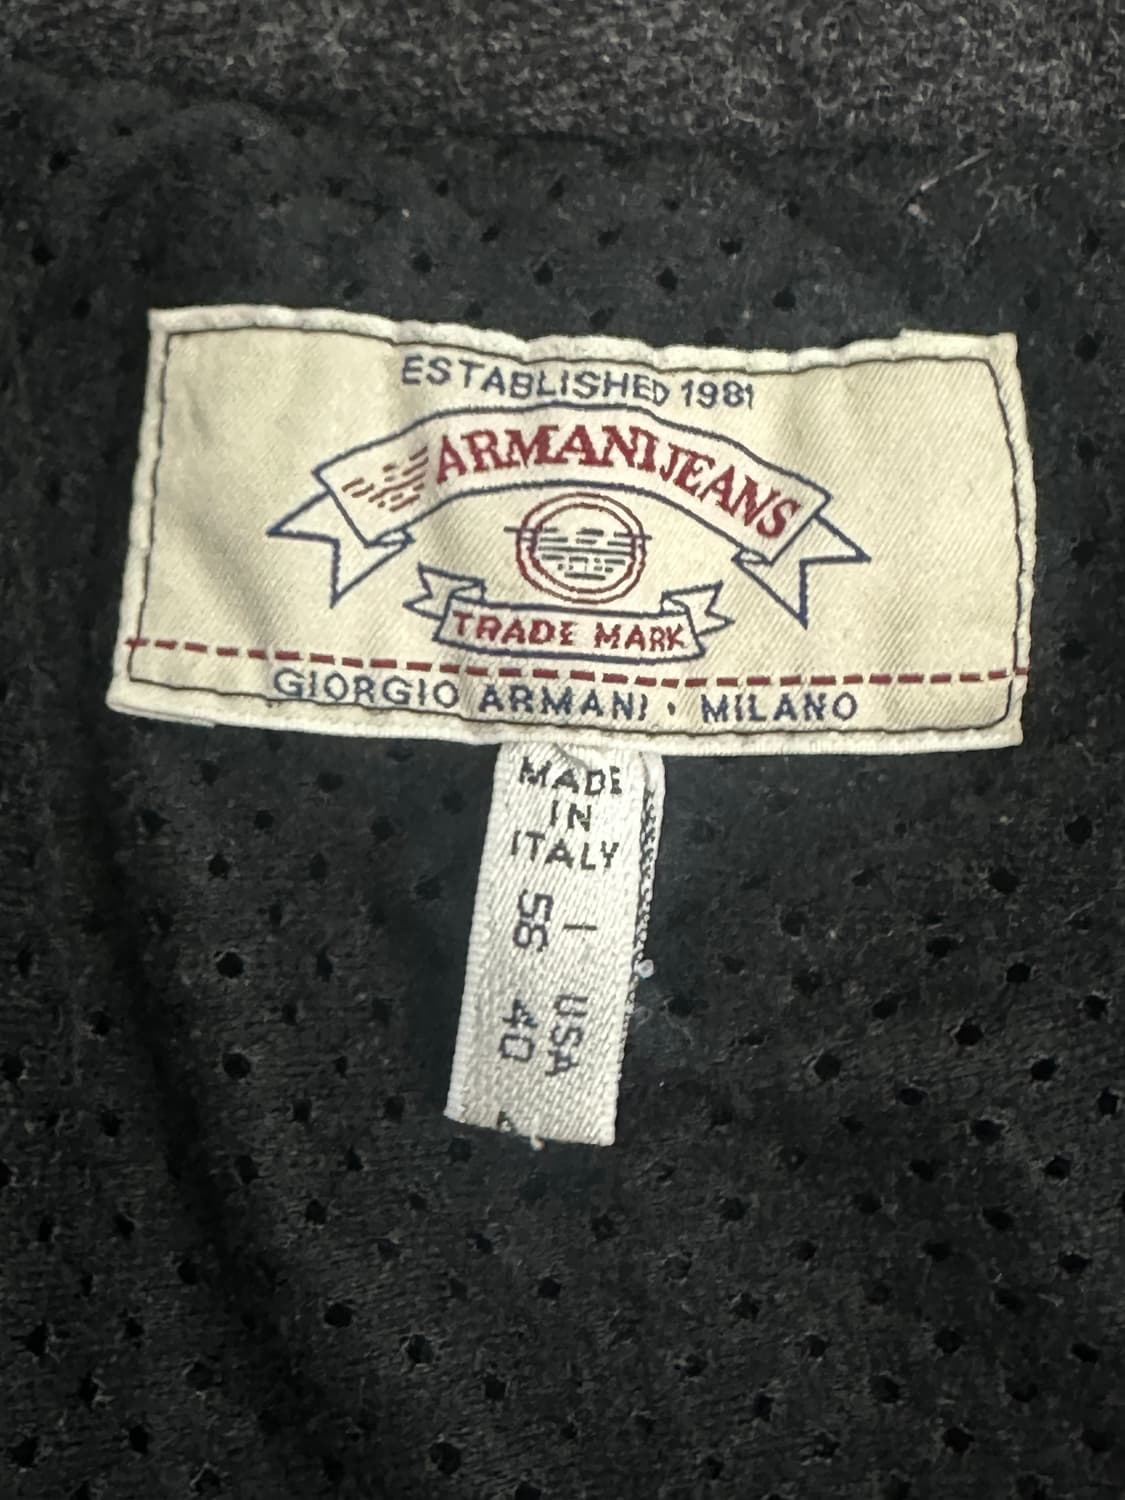 ESTABLISHED 1981
ARMANI JEANS
TRADE MARK
GIORGIO ARMANI · MILANO
MADE
IN
ITALY
I USA
56 40